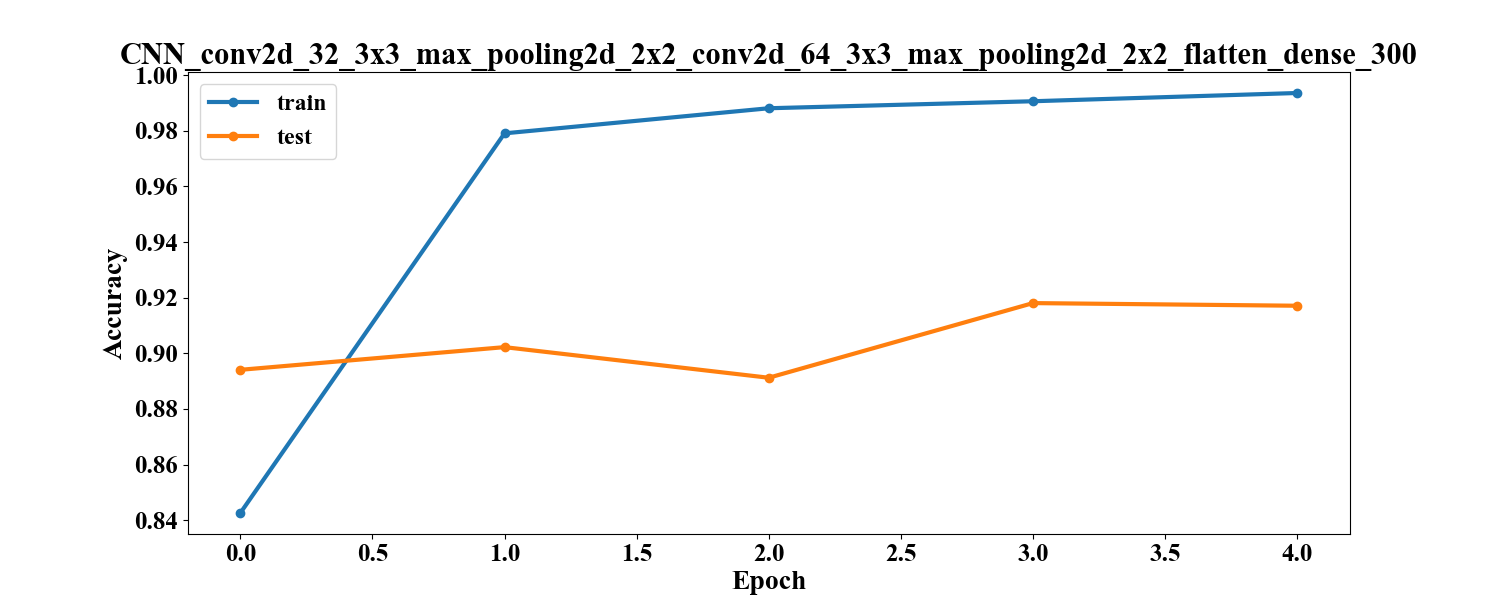 CNN_conv2d_32_3x3_max_pooling2d_2x2_conv2d_64_3x3_max_pooling2d_2x2_flatten_dense_300
train
test
1.00
0.98
0.96
0.94
0.92
0.90
0.88
0.86
0.84
Accuracy
0.0 0.5 1.0 1.5 2.0 2.5 3.0 3.5 4.0
Epoch